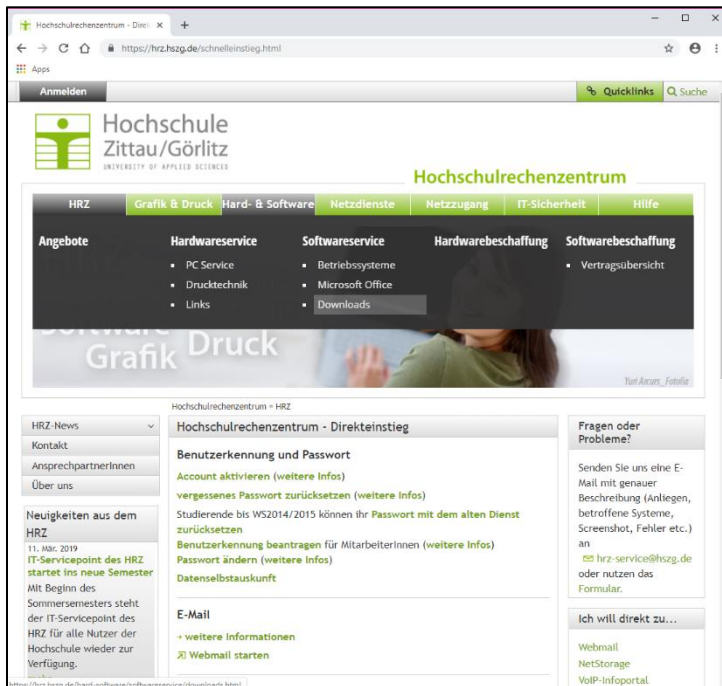 Hochschulrechenzentrum - Direk
https://hrz.hszg.de/schnelleinstieg.html
Apps
Anmelden
Quicklinks
Suche
Hochschule
Zittau/Görlitz
UNIVERSITY OF APPLIED SCIENCES
Hochschulrechenzentrum
HRZ Grafik & Druck Hard- & Software Netzdienste Netzzugang IT-Sicherheit Hilfe
Angebote Hardwareservice Softwareservice Hardwarebeschaffung Softwarebeschaffung
PC Service Betriebssysteme Vertragsübersicht
Drucktechnik Microsoft Office
Links Downloads
Software
Grafik Druck
Yuri Arcurs_Fotolia
Hochschulrechenzentrum » HRZ
HRZ-News
Kontakt
AnsprechpartnerInnen
Über uns
Neuigkeiten aus dem
HRZ
11. Mär. 2019
IT-Servicepoint des HRZ
startet ins neue Semester
Mit Beginn des
Sommersemesters steht
der IT-Servicepoint des
HRZ für alle Nutzer der
Hochschule wieder zur
Verfügung.
Hochschulrechenzentrum - Direkteinstieg
Benutzerkennung und Passwort
Account aktivieren (weitere Infos)
vergessenes Passwort zurücksetzen (weitere Infos)
Studierende bis WS2014/2015 können ihr Passwort mit dem alten Dienst
zurücksetzen
Benutzerkennung beantragen für MitarbeiterInnen (weitere Infos)
Passwort ändern (weitere Infos)
Datenselbstauskunft
E-Mail
weitere Informationen
Webmail starten
Fragen oder
Probleme?
Senden Sie uns eine E-
Mail mit genauer
Beschreibung (Anliegen,
betroffene Systeme,
Screenshot, Fehler etc.)
an
hrz-service@hszg.de
oder nutzen das
Formular.
Ich will direkt zu...
Webmail
NetStorage
VoIP-Infoportal
https://hrz.hszg.de/hard-software/softwareservice/downloads.html